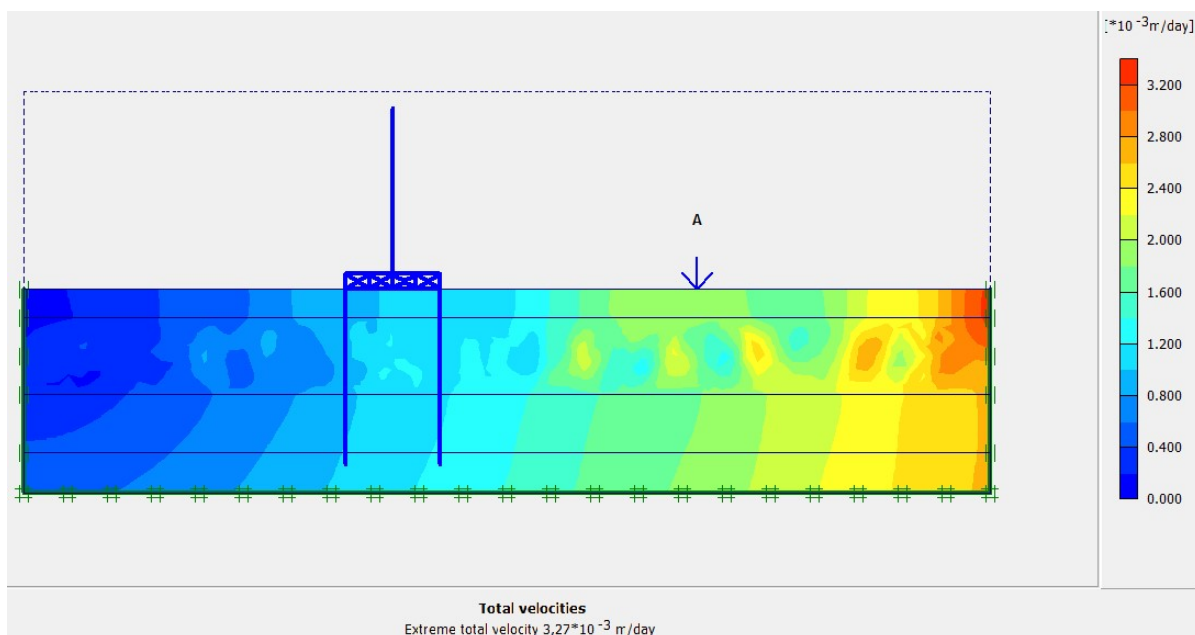 [*10 -3 m/day]
A
3.200
2.800
2.400
2.000
1.600
1.200
0.800
0.400
0.000
Total velocities
Extreme total velocity 3,27*10 -3 m/day